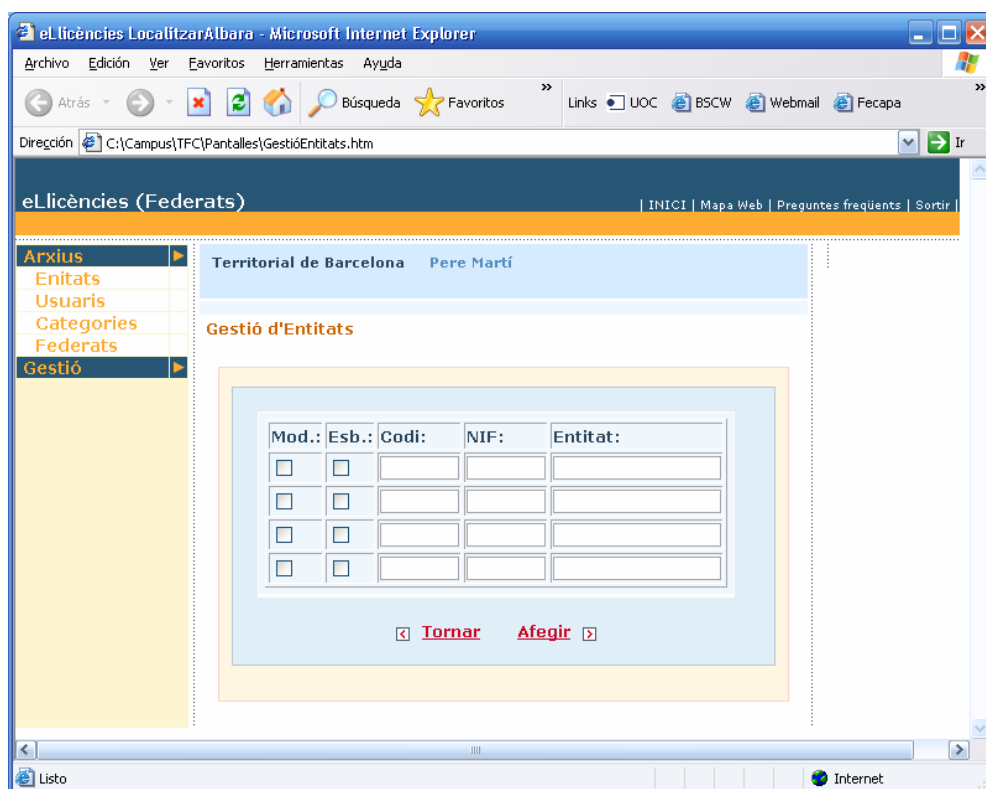 eLlicències LocalitzarAlbara - Microsoft Internet Explorer
Archivo Edición Ver Favoritos Herramientas Ayuda
Atrás Búsqueda Favoritos » Links UOC BSCW Webmail Fecapa »
Dirección C:\Campus\TFC\Pantalles\GestióEntitats.htm Ir
eLlicències (Federats) | INICI | Mapa Web | Preguntes freqüents | Sortir |
Arxius
Enitats
Usuaris
Categories
Federats
Gestió
Territorial de Barcelona Pere Martí
Gestió d'Entitats
Mod.: Esb.: Codi: NIF: Entitat:
Tornar Afegir
Listo Internet